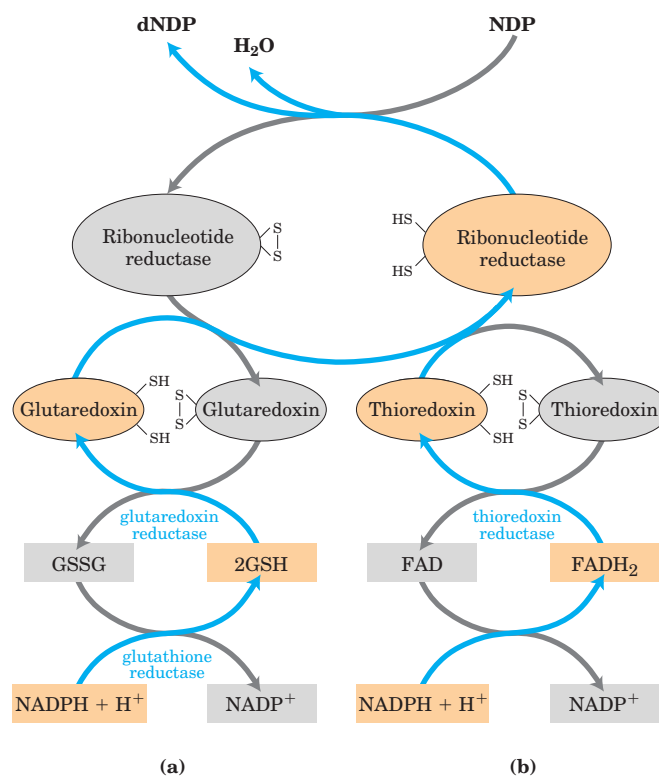 dNDP
H₂O
NDP
Ribonucleotide
reductase
S
S
HS
HS
Ribonucleotide
reductase
Glutaredoxin
SH
SH
S
S
Glutaredoxin
Thioredoxin
SH
SH
S
S
Thioredoxin
glutaredoxin
reductase
thioredoxin
reductase
GSSG
2GSH
FAD
FADH₂
glutathione
reductase
NADPH + H⁺
NADP⁺
NADPH + H⁺
NADP⁺
(a)
(b)